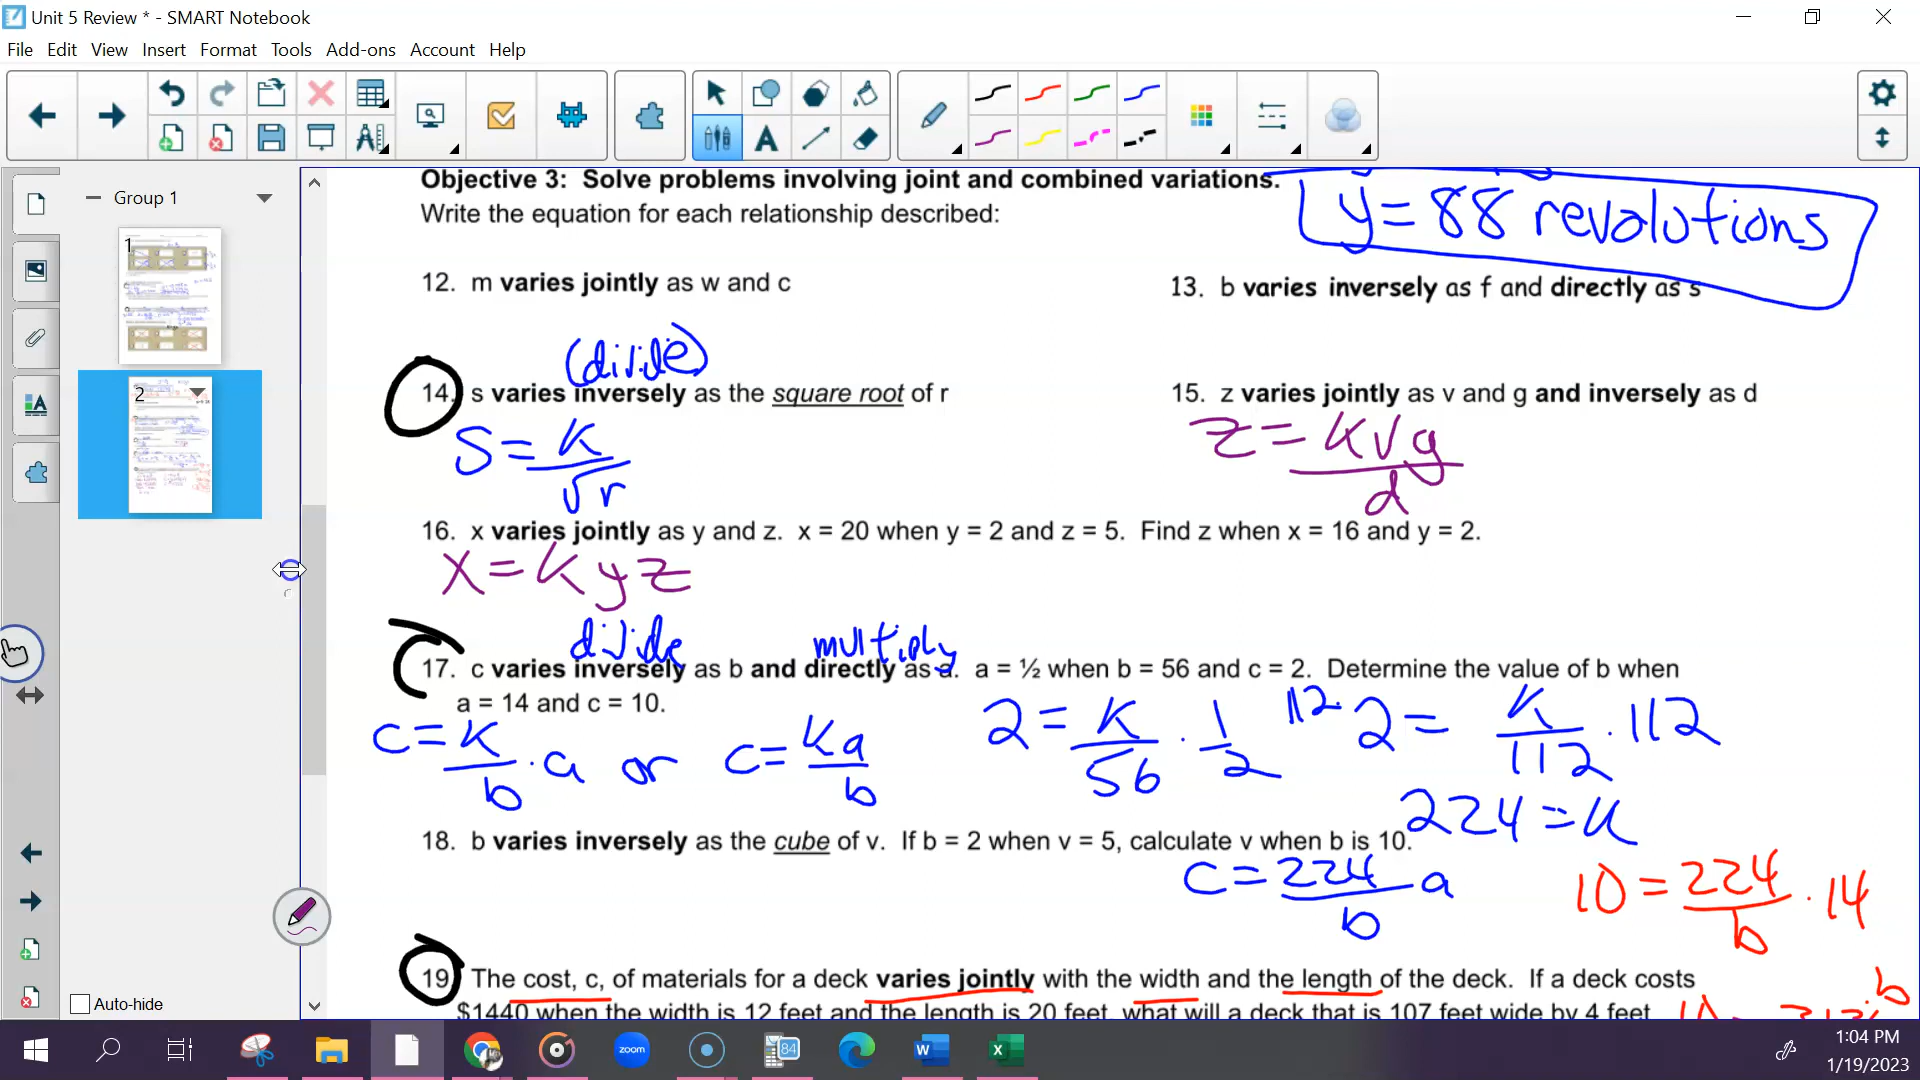 Unit 5 Review * - SMART Notebook
File Edit View Insert Format Tools Add-ons Account Help
Group 1
1
2
Auto-hide
Objective 3: Solve problems involving joint and combined variations.
Write the equation for each relationship described:
y = 88 revolutions
12. m varies jointly as w and c
13. b varies inversely as f and directly as s
(divide)
14. s varies inversely as the square root of r
15. z varies jointly as v and g and inversely as d
S = K/√r
z = Kvg/d
16. x varies jointly as y and z. x = 20 when y = 2 and z = 5. Find z when x = 16 and y = 2.
x = Kyz
divide multiply
17. c varies inversely as b and directly as a. a = ½ when b = 56 and c = 2. Determine the value of b when
a = 14 and c = 10.
c = K/b · a or c = Ka/b
2 = K/56 · 1/2
112 · 2 = K/112 · 112
224 = K
18. b varies inversely as the cube of v. If b = 2 when v = 5, calculate v when b is 10.
c = 224/b a
10 = 224/b · 14
b
19. The cost, c, of materials for a deck varies jointly with the width and the length of the deck. If a deck costs
$1440 when the width is 12 feet and the length is 20 feet, what will a deck that is 107 feet wide by 4 feet
84
zoom
1:04 PM
1/19/2023